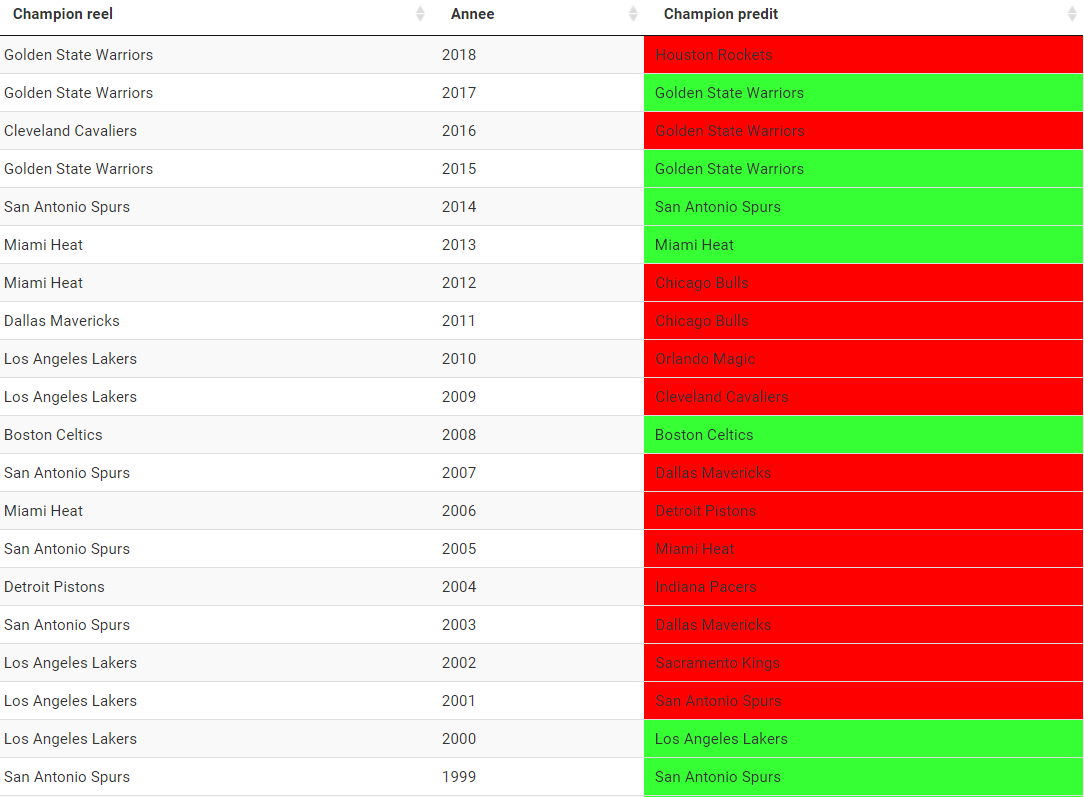 Champion reel Annee Champion predit
Golden State Warriors 2018 Houston Rockets
Golden State Warriors 2017 Golden State Warriors
Cleveland Cavaliers 2016 Golden State Warriors
Golden State Warriors 2015 Golden State Warriors
San Antonio Spurs 2014 San Antonio Spurs
Miami Heat 2013 Miami Heat
Miami Heat 2012 Chicago Bulls
Dallas Mavericks 2011 Chicago Bulls
Los Angeles Lakers 2010 Orlando Magic
Los Angeles Lakers 2009 Cleveland Cavaliers
Boston Celtics 2008 Boston Celtics
San Antonio Spurs 2007 Dallas Mavericks
Miami Heat 2006 Detroit Pistons
San Antonio Spurs 2005 Miami Heat
Detroit Pistons 2004 Indiana Pacers
San Antonio Spurs 2003 Dallas Mavericks
Los Angeles Lakers 2002 Sacramento Kings
Los Angeles Lakers 2001 San Antonio Spurs
Los Angeles Lakers 2000 Los Angeles Lakers
San Antonio Spurs 1999 San Antonio Spurs